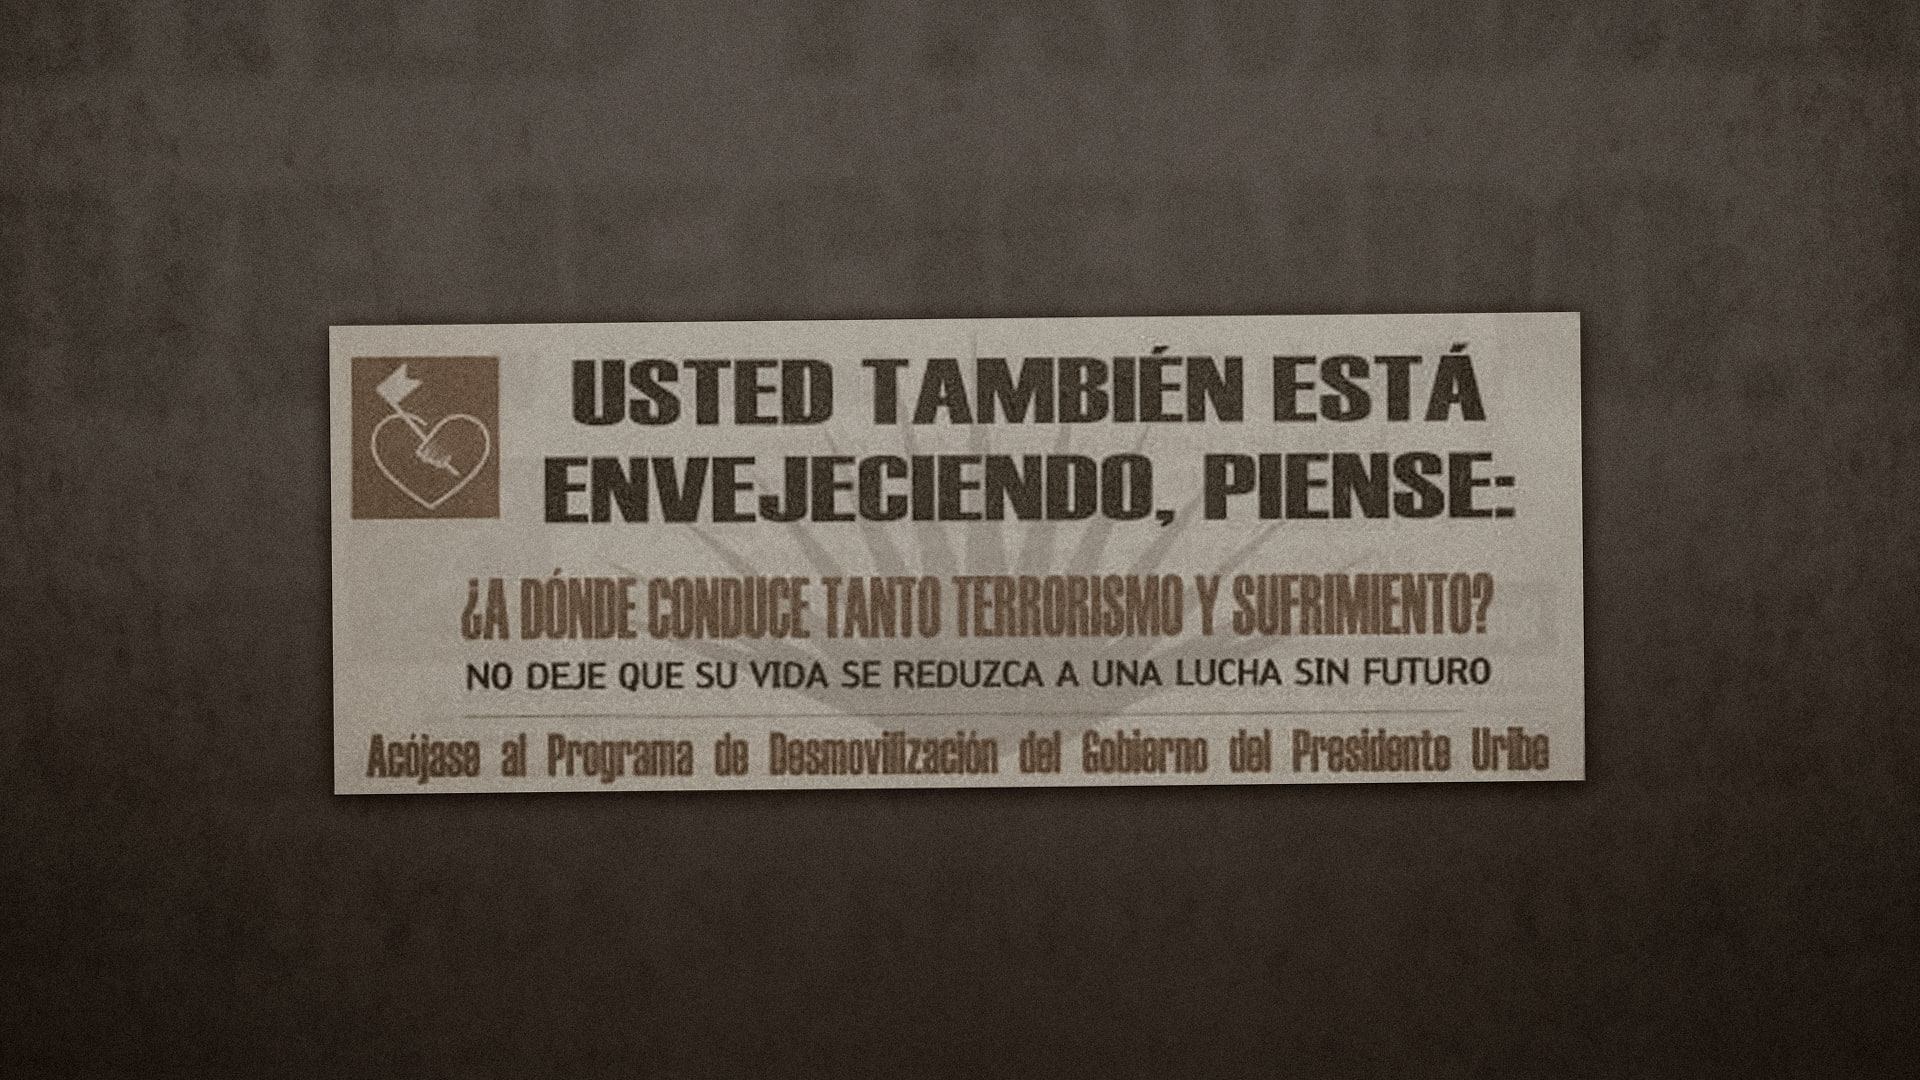 USTED TAMBIÉN ESTÁ
ENVEJECIENDO, PIENSE:
¿A DÓNDE CONDUCE TANTO TERRORISMO Y SUFRIMIENTO?
NO DEJE QUE SU VIDA SE REDUZCA A UNA LUCHA SIN FUTURO
Acójase al Programa de Desmovilización del Gobierno del Presidente Uribe